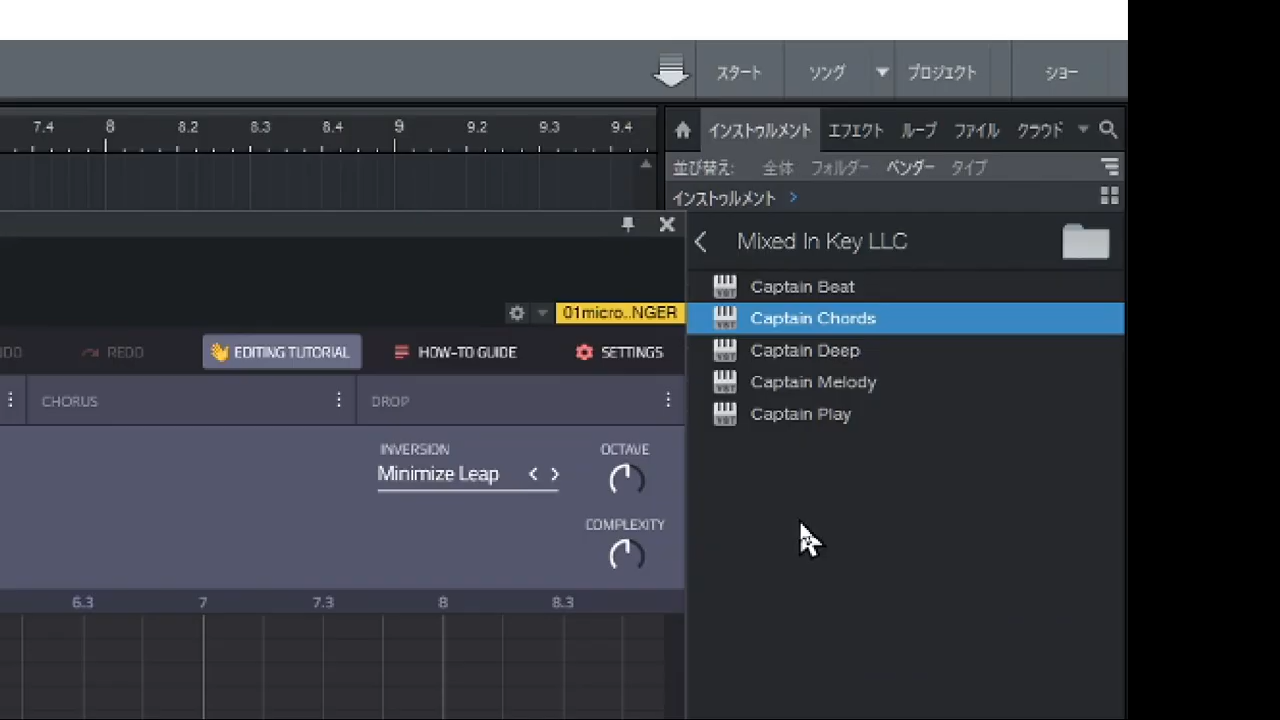 スタート ソング プロジェクト ショー
7.4 8 8.2 8.3 8.4 9 9.2 9.3 9.4
インストゥルメント エフェクト ループ ファイル クラウド
並び替え: 全体 フォルダー ベンダー タイプ
インストゥルメント >
Mixed In Key LLC
Captain Beat
01micro..NGER
Captain Chords
REDO EDITING TUTORIAL HOW-TO GUIDE SETTINGS
Captain Deep
Captain Melody
CHORUS DROP
Captain Play
INVERSION OCTAVE
Minimize Leap < >
COMPLEXITY
6.3 7 7.3 8 8.3